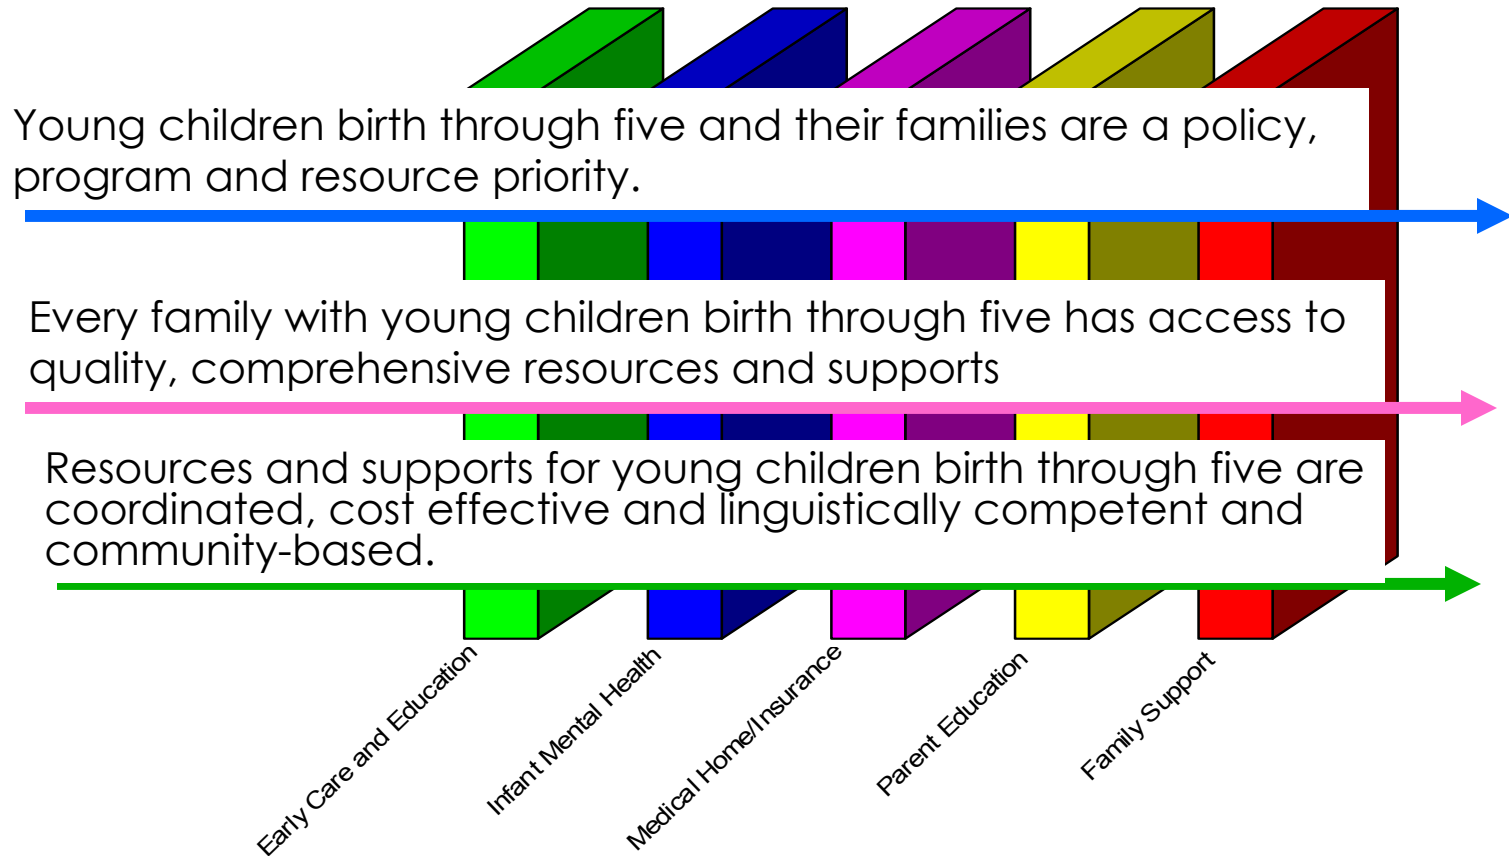 Young children birth through five and their families are a policy,
program and resource priority.
Every family with young children birth through five has access to
quality, comprehensive resources and supports
Resources and supports for young children birth through five are
coordinated, cost effective and linguistically competent and
community-based.
Early Care and Education
Infant Mental Health
Medical Home/Insurance
Parent Education
Family Support